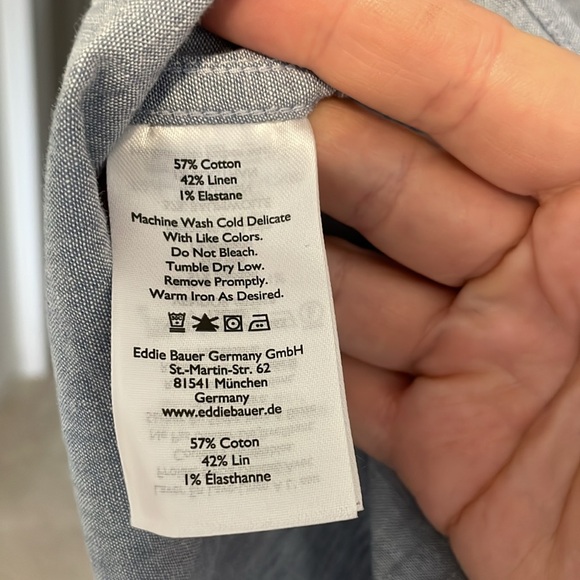 57% Cotton
42% Linen
1% Elastane
Machine Wash Cold Delicate
With Like Colors.
Do Not Bleach.
Tumble Dry Low.
Remove Promptly.
Warm Iron As Desired.
Eddie Bauer Germany GmbH
St.-Martin-Str. 62
81541 München
Germany
www.eddiebauer.de
57% Coton
42% Lin
1% Élasthanne